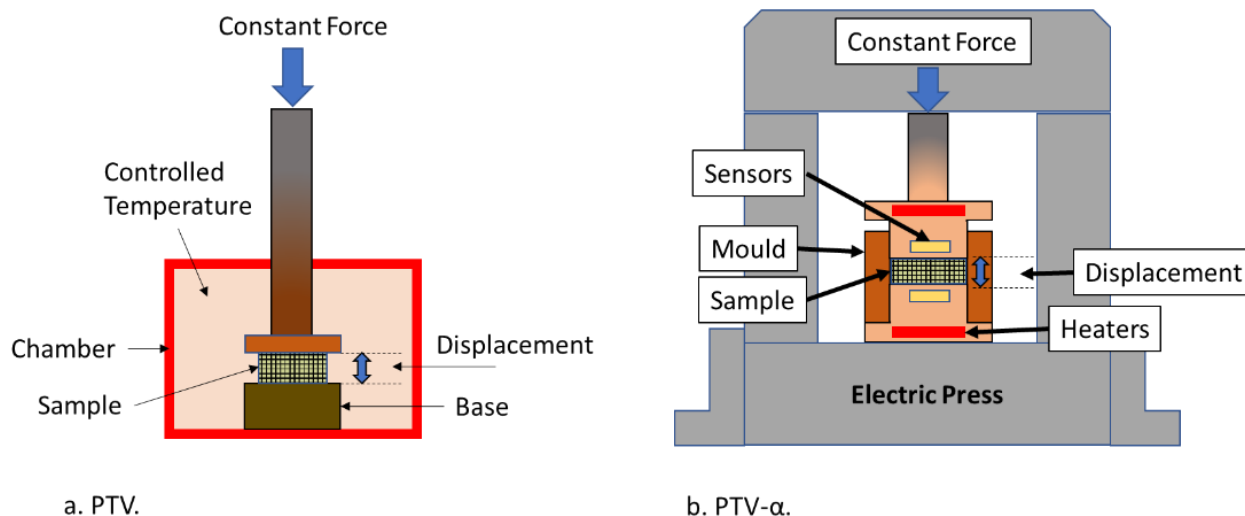 Constant Force
Controlled
Temperature
Chamber
Sample
Displacement
Base
a. PTV.
Constant Force
Sensors
Mould
Sample
Displacement
Heaters
Electric Press
b. PTV-α.